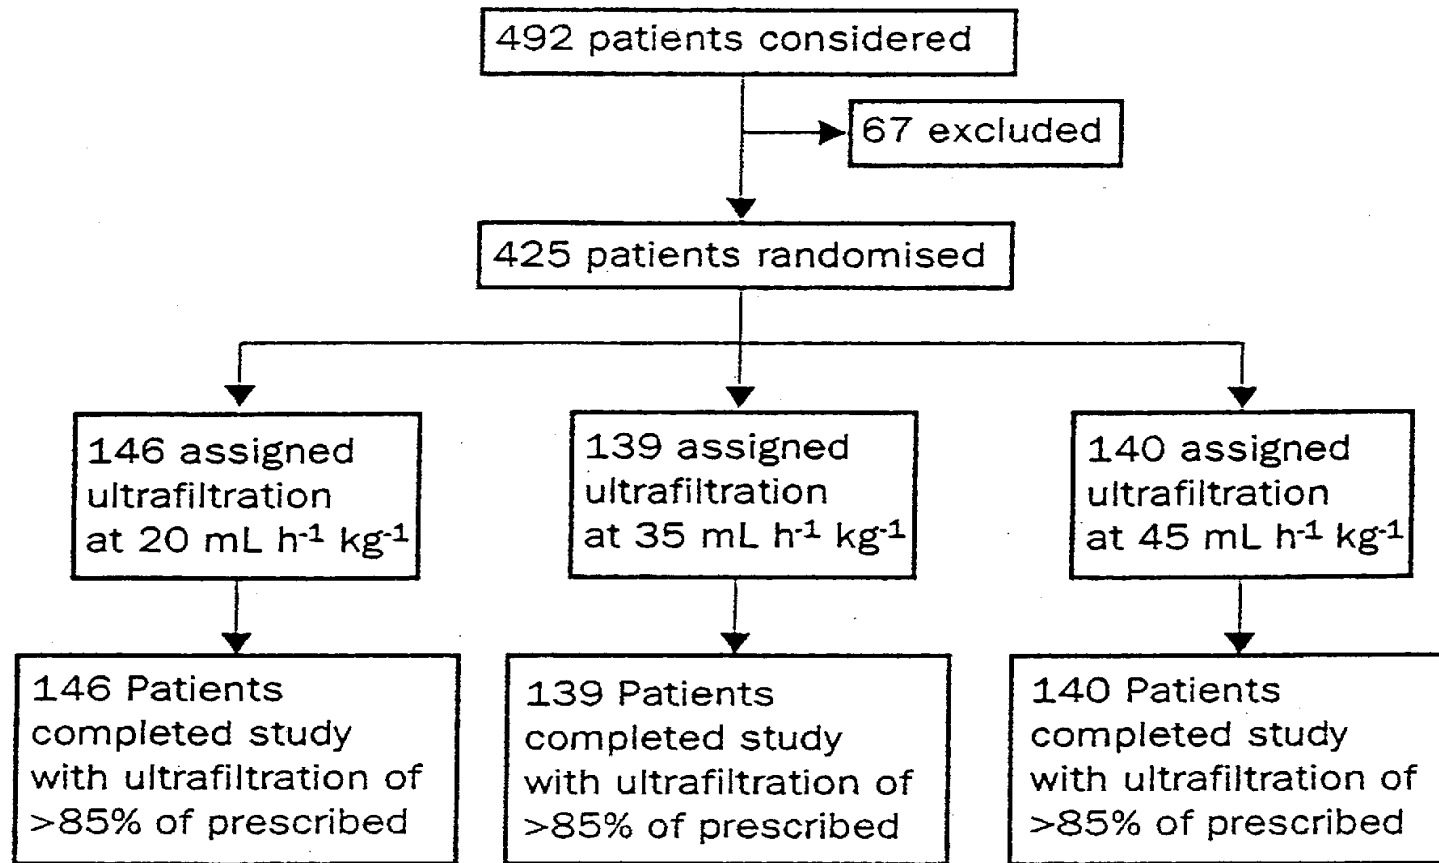 492 patients considered
67 excluded
425 patients randomised
146 assigned
ultrafiltration
at 20 mL h⁻¹ kg⁻¹
139 assigned
ultrafiltration
at 35 mL h⁻¹ kg⁻¹
140 assigned
ultrafiltration
at 45 mL h⁻¹ kg⁻¹
146 Patients
completed study
with ultrafiltration of
>85% of prescribed
139 Patients
completed study
with ultrafiltration of
>85% of prescribed
140 Patients
completed study
with ultrafiltration of
>85% of prescribed